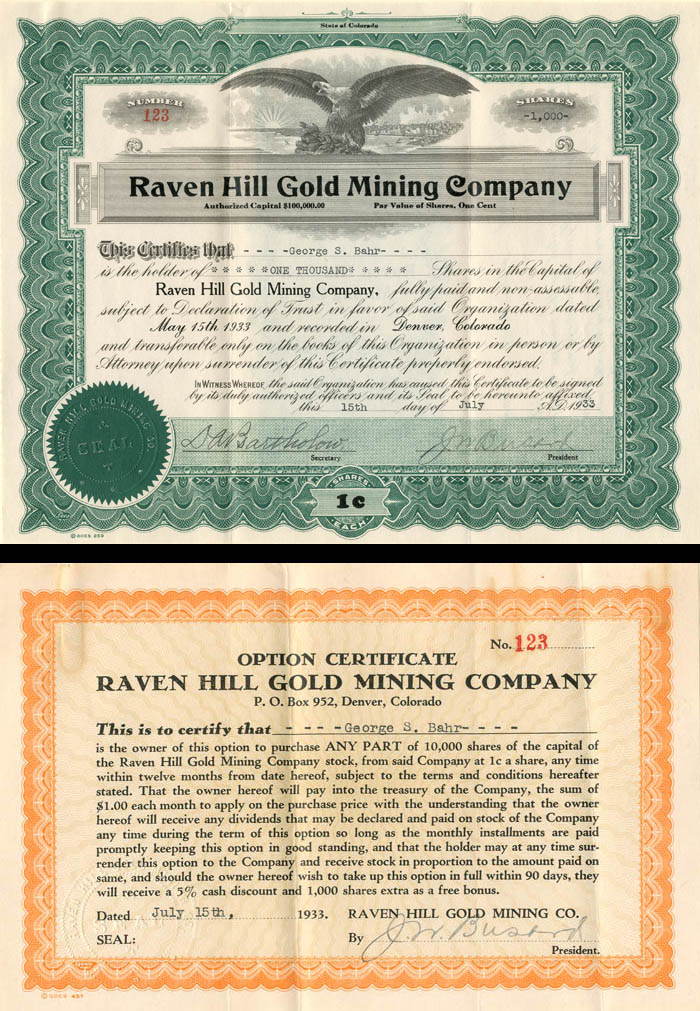 State of Colorado
NUMBER
123
SHARES
-1,000-
Raven Hill Gold Mining Company
Authorized Capital $100,000.00 Par Value of Shares, One Cent
This Certifies that - - - -George S. Bahr- - - -
is the holder of * * * * *ONE THOUSAND* * * * * Shares in the Capital of
Raven Hill Gold Mining Company, fully paid and non-assessable,
subject to Declaration of Trust in favor of said Organization dated
May 15th 1933 and recorded in Denver, Colorado
and transferable only on the books of this Organization in person or by
Attorney upon surrender of this Certificate properly endorsed.
IN WITNESS WHEREOF, the said Organization has caused this Certificate to be signed
by its duly authorized officers and its Seal to be hereunto affixed
this 15th day of July A.D. 1933
RAVEN HILL GOLD MINING CO
SEAL
D A Bartholow
Secretary
J W Busard
President
SHARES
1c
EACH
© GOES 259
No. 123
OPTION CERTIFICATE
RAVEN HILL GOLD MINING COMPANY
P. O. Box 952, Denver, Colorado
This is to certify that - - - -George S. Bahr- - - -
is the owner of this option to purchase ANY PART of 10,000 shares of the capital of
the Raven Hill Gold Mining Company stock, from said Company at 1c a share, any time
within twelve months from date hereof, subject to the terms and conditions hereafter
stated. That the owner hereof will pay into the treasury of the Company, the sum of
$1.00 each month to apply on the purchase price with the understanding that the owner
hereof will receive any dividends that may be declared and paid on stock of the Company
any time during the term of this option so long as the monthly installments are paid
promptly keeping this option in good standing, and that the holder may at any time sur-
render this option to the Company and receive stock in proportion to the amount paid on
same, and should the owner hereof wish to take up this option in full within 90 days, they
will receive a 5% cash discount and 1,000 shares extra as a free bonus.
Dated July 15th, 1933. RAVEN HILL GOLD MINING CO.
SEAL: By J. W. Busard
President.
© GOES 457